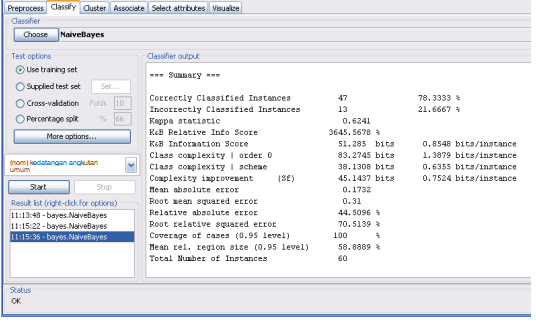 Preprocess Classify Cluster Associate Select attributes Visualize
Classifier
Choose NaiveBayes
Test options
Use training set
Supplied test set Set...
Cross-validation Folds 10
Percentage split % 66
More options...
(nom) kedatangan angkutan umum
Start Stop
Result list (right-click for options)
11:13:48 - bayes.NaiveBayes
11:15:22 - bayes.NaiveBayes
11:15:36 - bayes.NaiveBayes
Classifier output
=== Summary ===
Correctly Classified Instances 47 78.3333 %
Incorrectly Classified Instances 13 21.6667 %
Kappa statistic 0.6241
K&B Relative Info Score 3645.5678 %
K&B Information Score 51.285 bits 0.8548 bits/instance
Class complexity | order 0 83.2745 bits 1.3879 bits/instance
Class complexity | scheme 38.1308 bits 0.6355 bits/instance
Complexity improvement (Sf) 45.1437 bits 0.7524 bits/instance
Mean absolute error 0.1732
Root mean squared error 0.31
Relative absolute error 44.5096 %
Root relative squared error 70.5139 %
Coverage of cases (0.95 level) 100 %
Mean rel. region size (0.95 level) 58.8889 %
Total Number of Instances 60
Status
OK